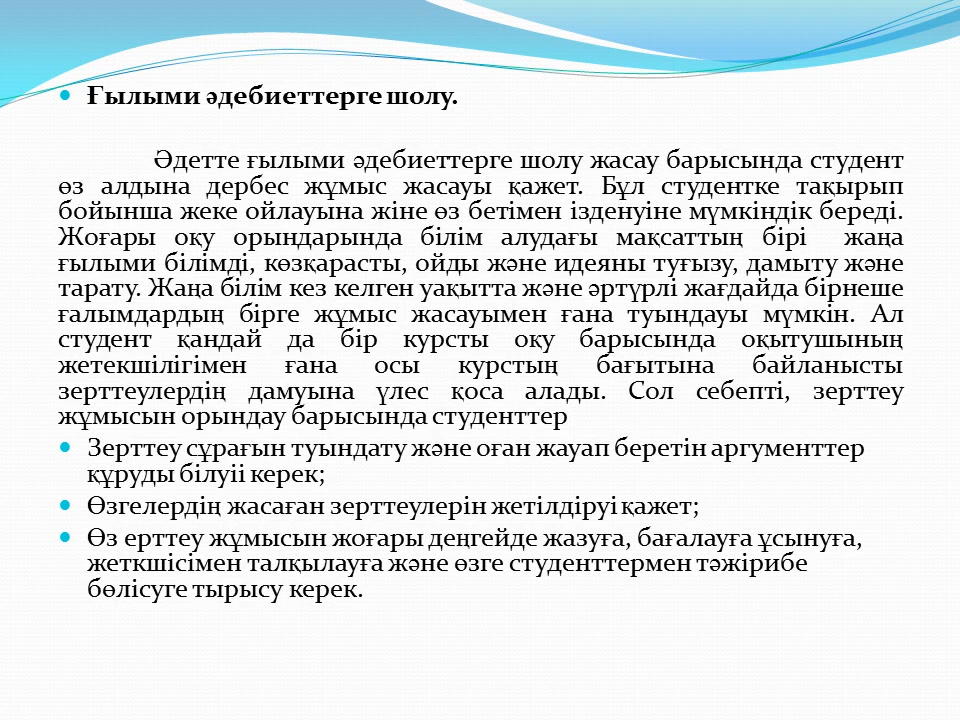 Ғылыми әдебиеттерге шолу.
Әдетте ғылыми әдебиеттерге шолу жасау барысында студент
өз алдына дербес жұмыс жасауы қажет. Бұл студентке тақырып
бойынша жеке ойлауына жіне өз бетімен ізденуіне мүмкіндік береді.
Жоғары оқу орындарында білім алудағы мақсаттың бірі жаңа
ғылыми білімді, көзқарасты, ойды және идеяны туғызу, дамыту және
тарату. Жаңа білім кез келген уақытта және әртүрлі жағдайда бірнеше
ғалымдардың бірге жұмыс жасауымен ғана туындауы мүмкін. Ал
студент қандай да бір курсты оқу барысында оқытушының
жетекшілігімен ғана осы курстың бағытына байланысты
зерттеулердің дамуына үлес қоса алады. Сол себепті, зерттеу
жұмысын орындау барысында студенттер
Зерттеу сұрағын туындату және оған жауап беретін аргументтер
құруды білуіі керек;
Өзгелердің жасаған зерттеулерін жетілдіруі қажет;
Өз ерттеу жұмысын жоғары деңгейде жазуға, бағалауға ұсынуға,
жеткшісімен талқылауға және өзге студенттермен тәжірибе
бөлісуге тырысу керек.